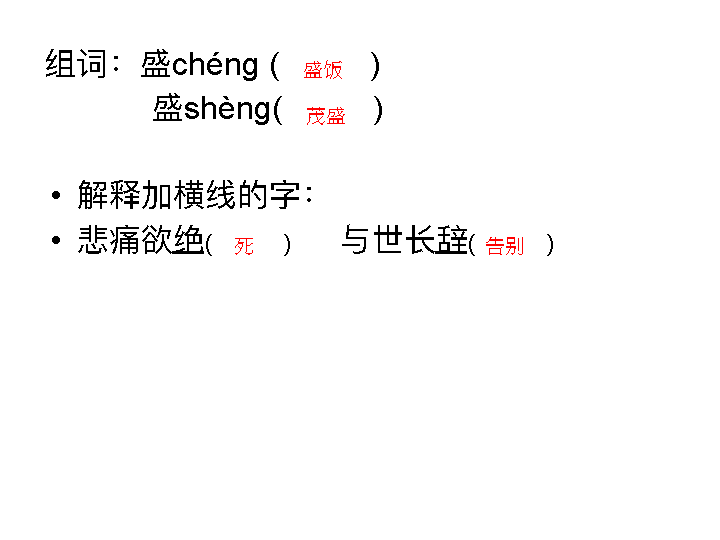 组词：盛chéng ( 盛饭 )
盛shèng( 茂盛 )
• 解释加横线的字：
• 悲痛欲绝( 死 ) 与世长辞( 告别 )